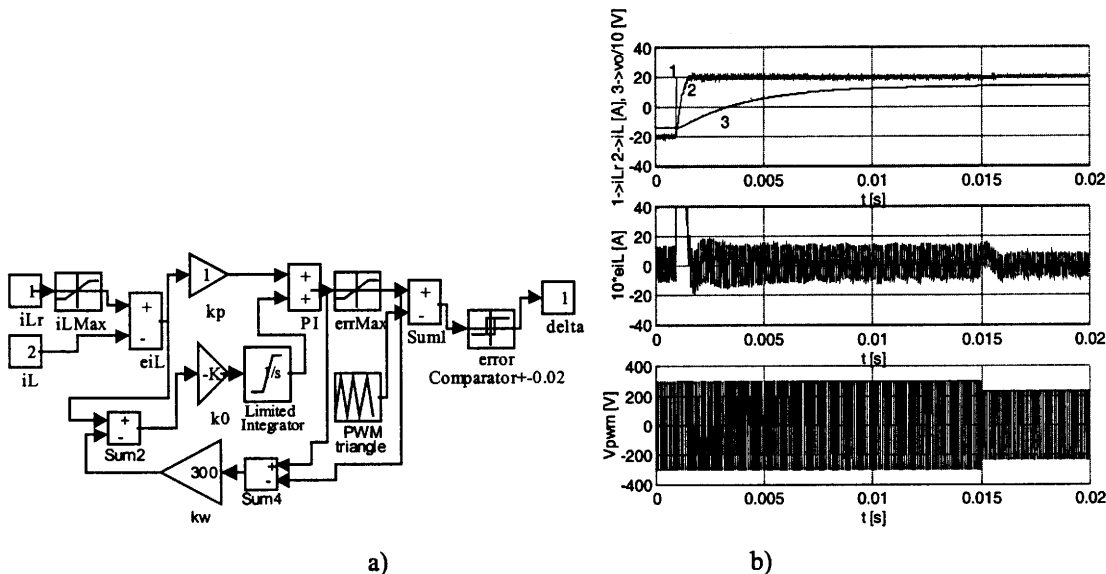 1
iLr
iLMax
2
iL
+
-
eiL
1
kp
+
+
PI
errMax
+
-
Sum1
error
Comparator+-0.02
1
delta
-K
k0
1/s
Limited
Integrator
PWM
triangle
+
-
Sum2
300
kw
+
-
Sum4
a)
1->iLr 2->iL [A], 3->vo/10 [V]
40
20
0
-20
-40
1
2
3
0
0.005
0.01
0.015
0.02
t [s]
10*eiL [A]
40
20
0
-20
-40
0
0.005
0.01
0.015
0.02
t [s]
Vpwm [V]
400
200
0
-200
-400
0
0.005
0.01
0.015
0.02
t [s]
b)